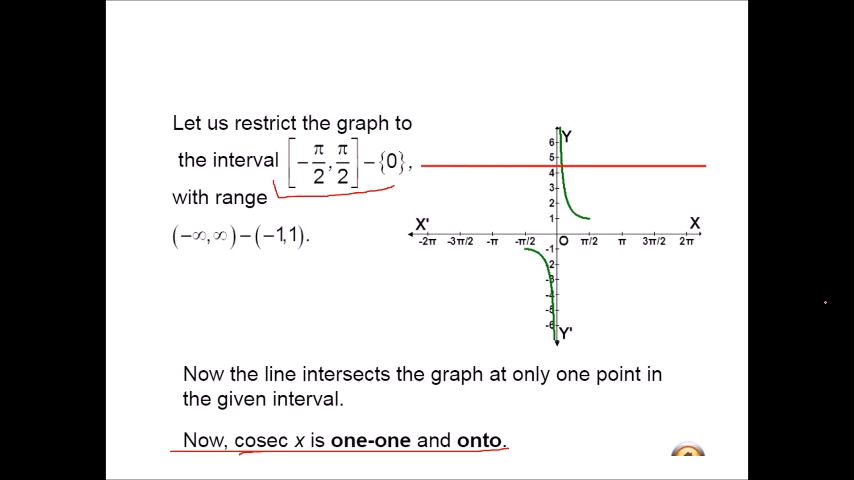 Let us restrict the graph to
the interval [-π/2, π/2] - {0},
with range
(-∞, ∞) - (-1,1).
Y
6
5
4
3
2
1
X' X
-2π -3π/2 -π -π/2 O π/2 π 3π/2 2π
-1
-2
-3
-4
-5
-6
Y'
Now the line intersects the graph at only one point in
the given interval.
Now, cosec x is one-one and onto.